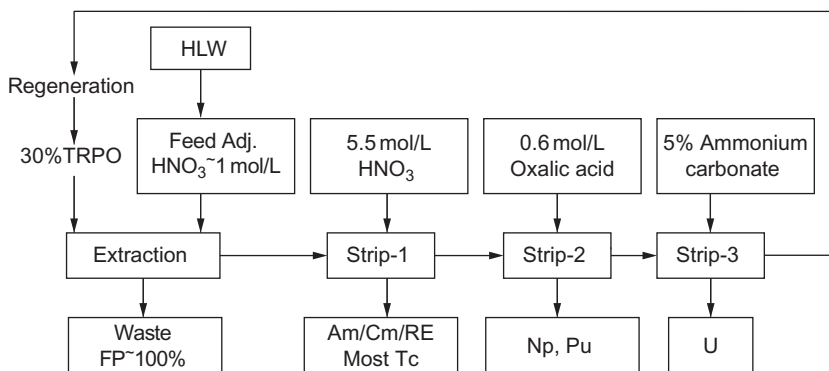 HLW
Regeneration
30%TRPO
Feed Adj.
HNO₃~1 mol/L
5.5 mol/L
HNO₃
0.6 mol/L
Oxalic acid
5% Ammonium
carbonate
Extraction
Strip-1
Strip-2
Strip-3
Waste
FP~100%
Am/Cm/RE
Most Tc
Np, Pu
U